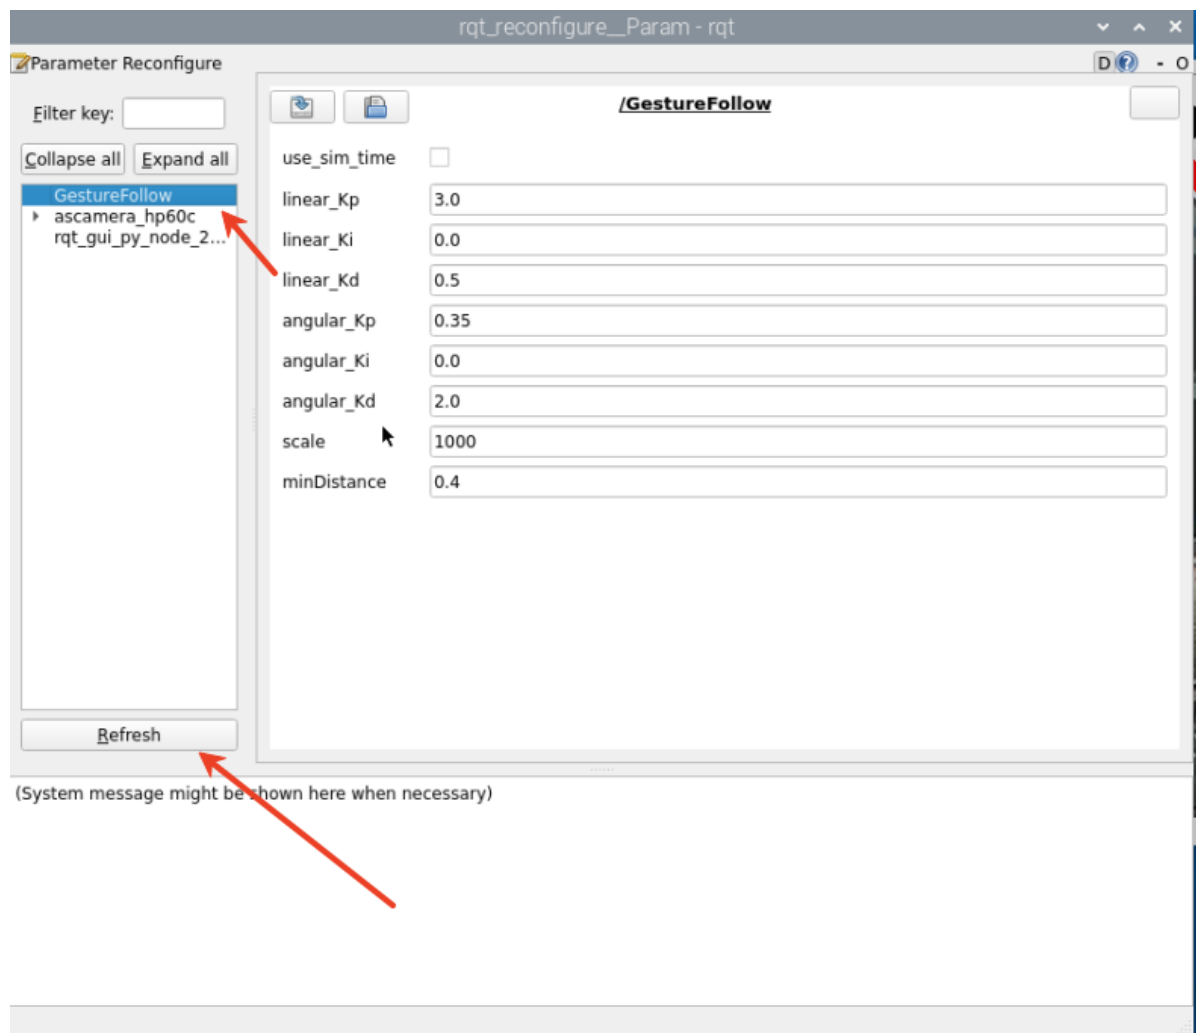 rqt_reconfigure__Param - rqt
Parameter Reconfigure
D
- O
Filter key:
/GestureFollow
Collapse all
Expand all
GestureFollow
ascamera_hp60c
rqt_gui_py_node_2...
use_sim_time
linear_Kp 3.0
linear_Ki 0.0
linear_Kd 0.5
angular_Kp 0.35
angular_Ki 0.0
angular_Kd 2.0
scale 1000
minDistance 0.4
Refresh
(System message might be shown here when necessary)